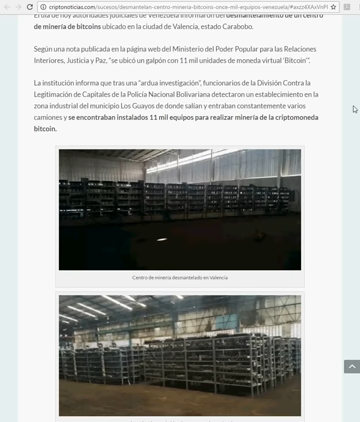 criptonoticias.com/sucesos/desmantelan-centro-mineria-bitcoins-once-mil-equipos-venezuela/#axzz4XAxVnPl
El día de hoy autoridades judiciales de Venezuela informaron del desmantelamiento de un centro
de minería de bitcoins ubicado en la ciudad de Valencia, estado Carabobo.
Según una nota publicada en la página web del Ministerio del Poder Popular para las Relaciones
Interiores, Justicia y Paz, "se ubicó un galpón con 11 mil unidades de moneda virtual 'Bitcoin'".
La institución informa que tras una "ardua investigación", funcionarios de la División Contra la
Legitimación de Capitales de la Policía Nacional Bolivariana detectaron un establecimiento en la
zona industrial del municipio Los Guayos de donde salían y entraban constantemente varios
camiones y se encontraban instalados 11 mil equipos para realizar minería de la criptomoneda
bitcoin.
Centro de minería desmantelado en Valencia